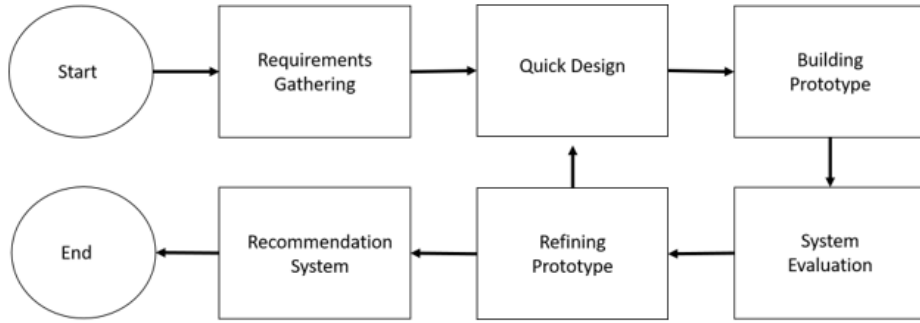 Start
Requirements
Gathering
Quick Design
Building
Prototype
End
Recommendation
System
Refining
Prototype
System
Evaluation